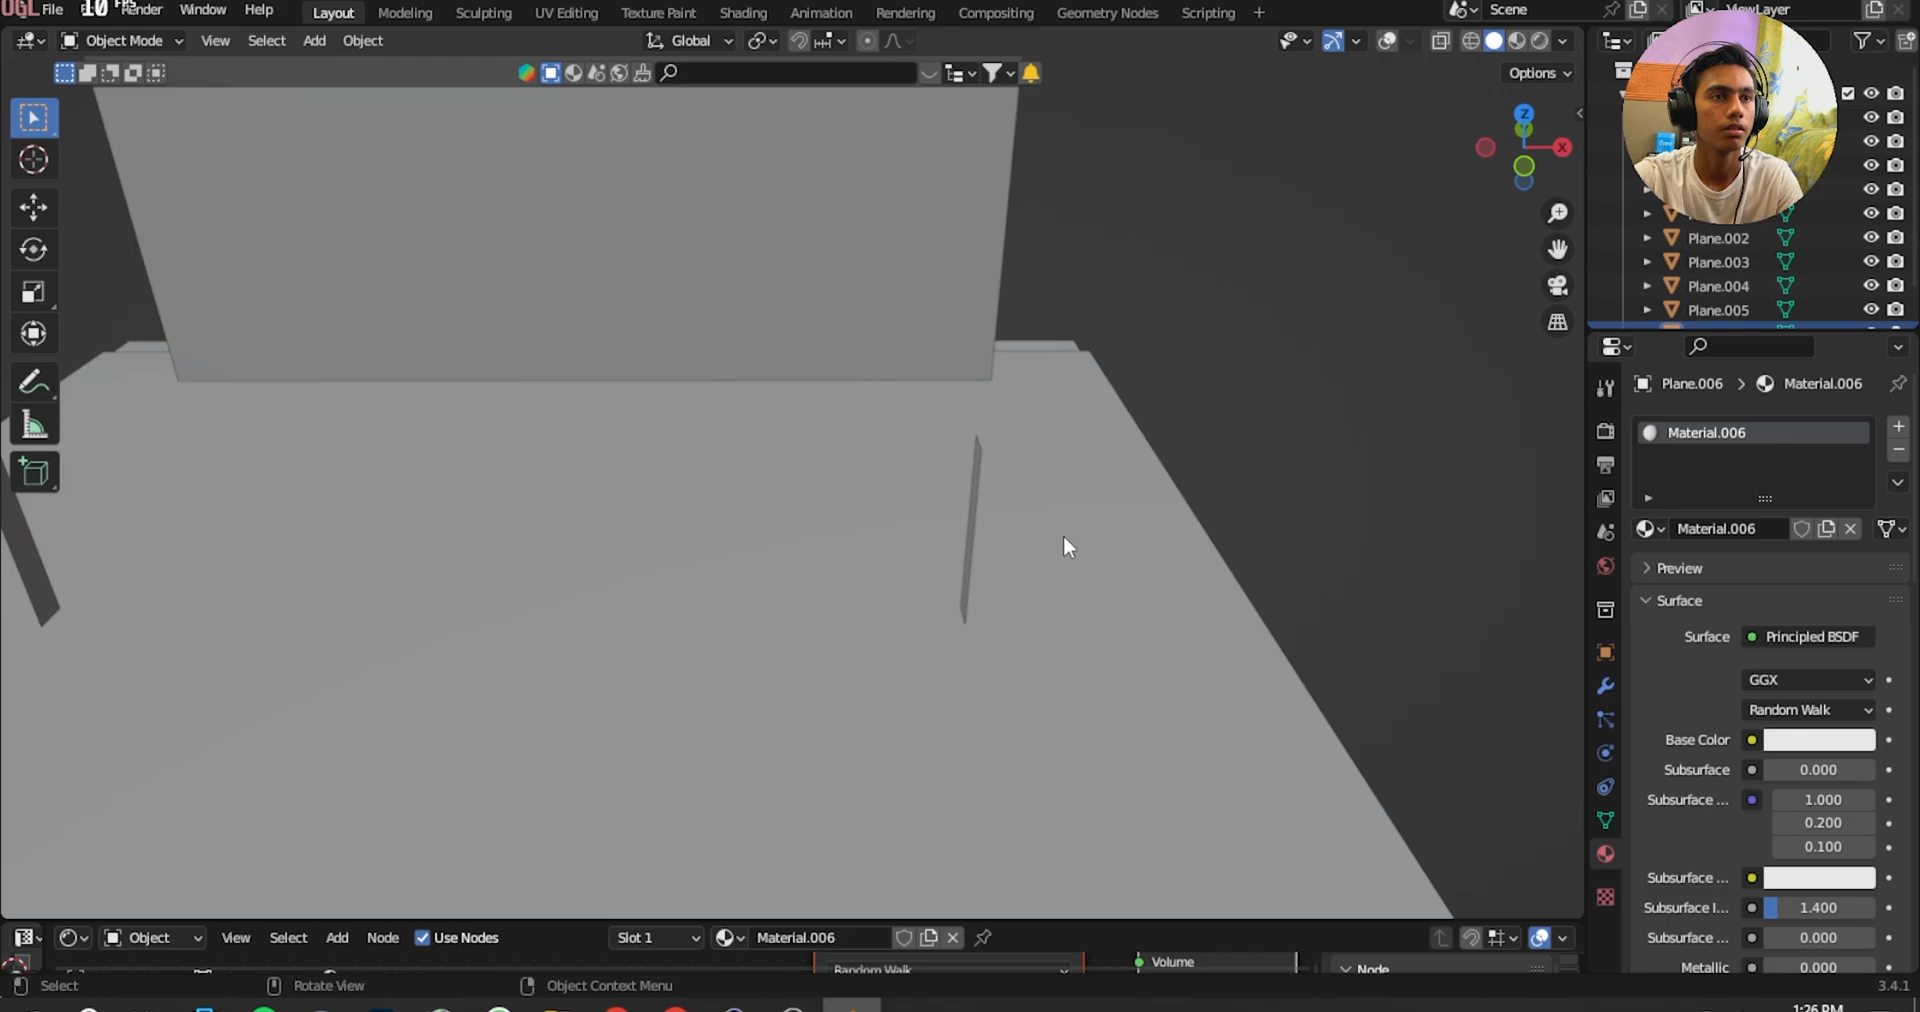 OGL File 10 FPS Render Window Help Layout Modeling Sculpting UV Editing Texture Paint Shading Animation Rendering Compositing Geometry Nodes Scripting + Scene ViewLayer
Object Mode View Select Add Object Global
Options
Z
X
Plane.002
Plane.003
Plane.004
Plane.005
Plane.006 > Material.006
Material.006
Material.006
Preview
Surface
Surface Principled BSDF
GGX
Random Walk
Base Color
Subsurface 0.000
Subsurface ... 1.000
0.200
0.100
Subsurface ...
Subsurface I... 1.400
Subsurface ... 0.000
Metallic 0.000
Object View Select Add Node Use Nodes Slot 1 Material.006
Random Walk Volume Node
Select Rotate View Object Context Menu 3.4.1
1:26 PM